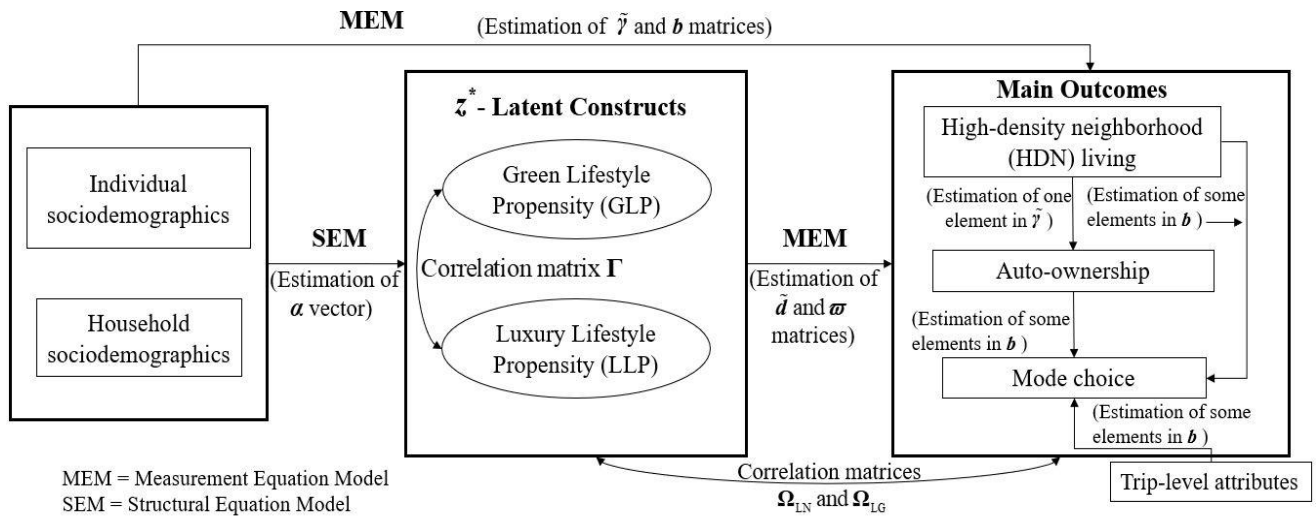 MEM
(Estimation of γ̃ and b matrices)
Individual
sociodemographics
Household
sociodemographics
SEM
(Estimation of
α vector)
z* - Latent Constructs
Green Lifestyle
Propensity (GLP)
Correlation matrix Γ
Luxury Lifestyle
Propensity (LLP)
MEM
(Estimation of
d̃ and ϖ
matrices)
Main Outcomes
High-density neighborhood
(HDN) living
(Estimation of one
element in γ̃ )
(Estimation of some
elements in b )
Auto-ownership
(Estimation of some
elements in b )
Mode choice
(Estimation of some
elements in b )
Trip-level attributes
Correlation matrices
Ω_LN and Ω_LG
MEM = Measurement Equation Model
SEM = Structural Equation Model